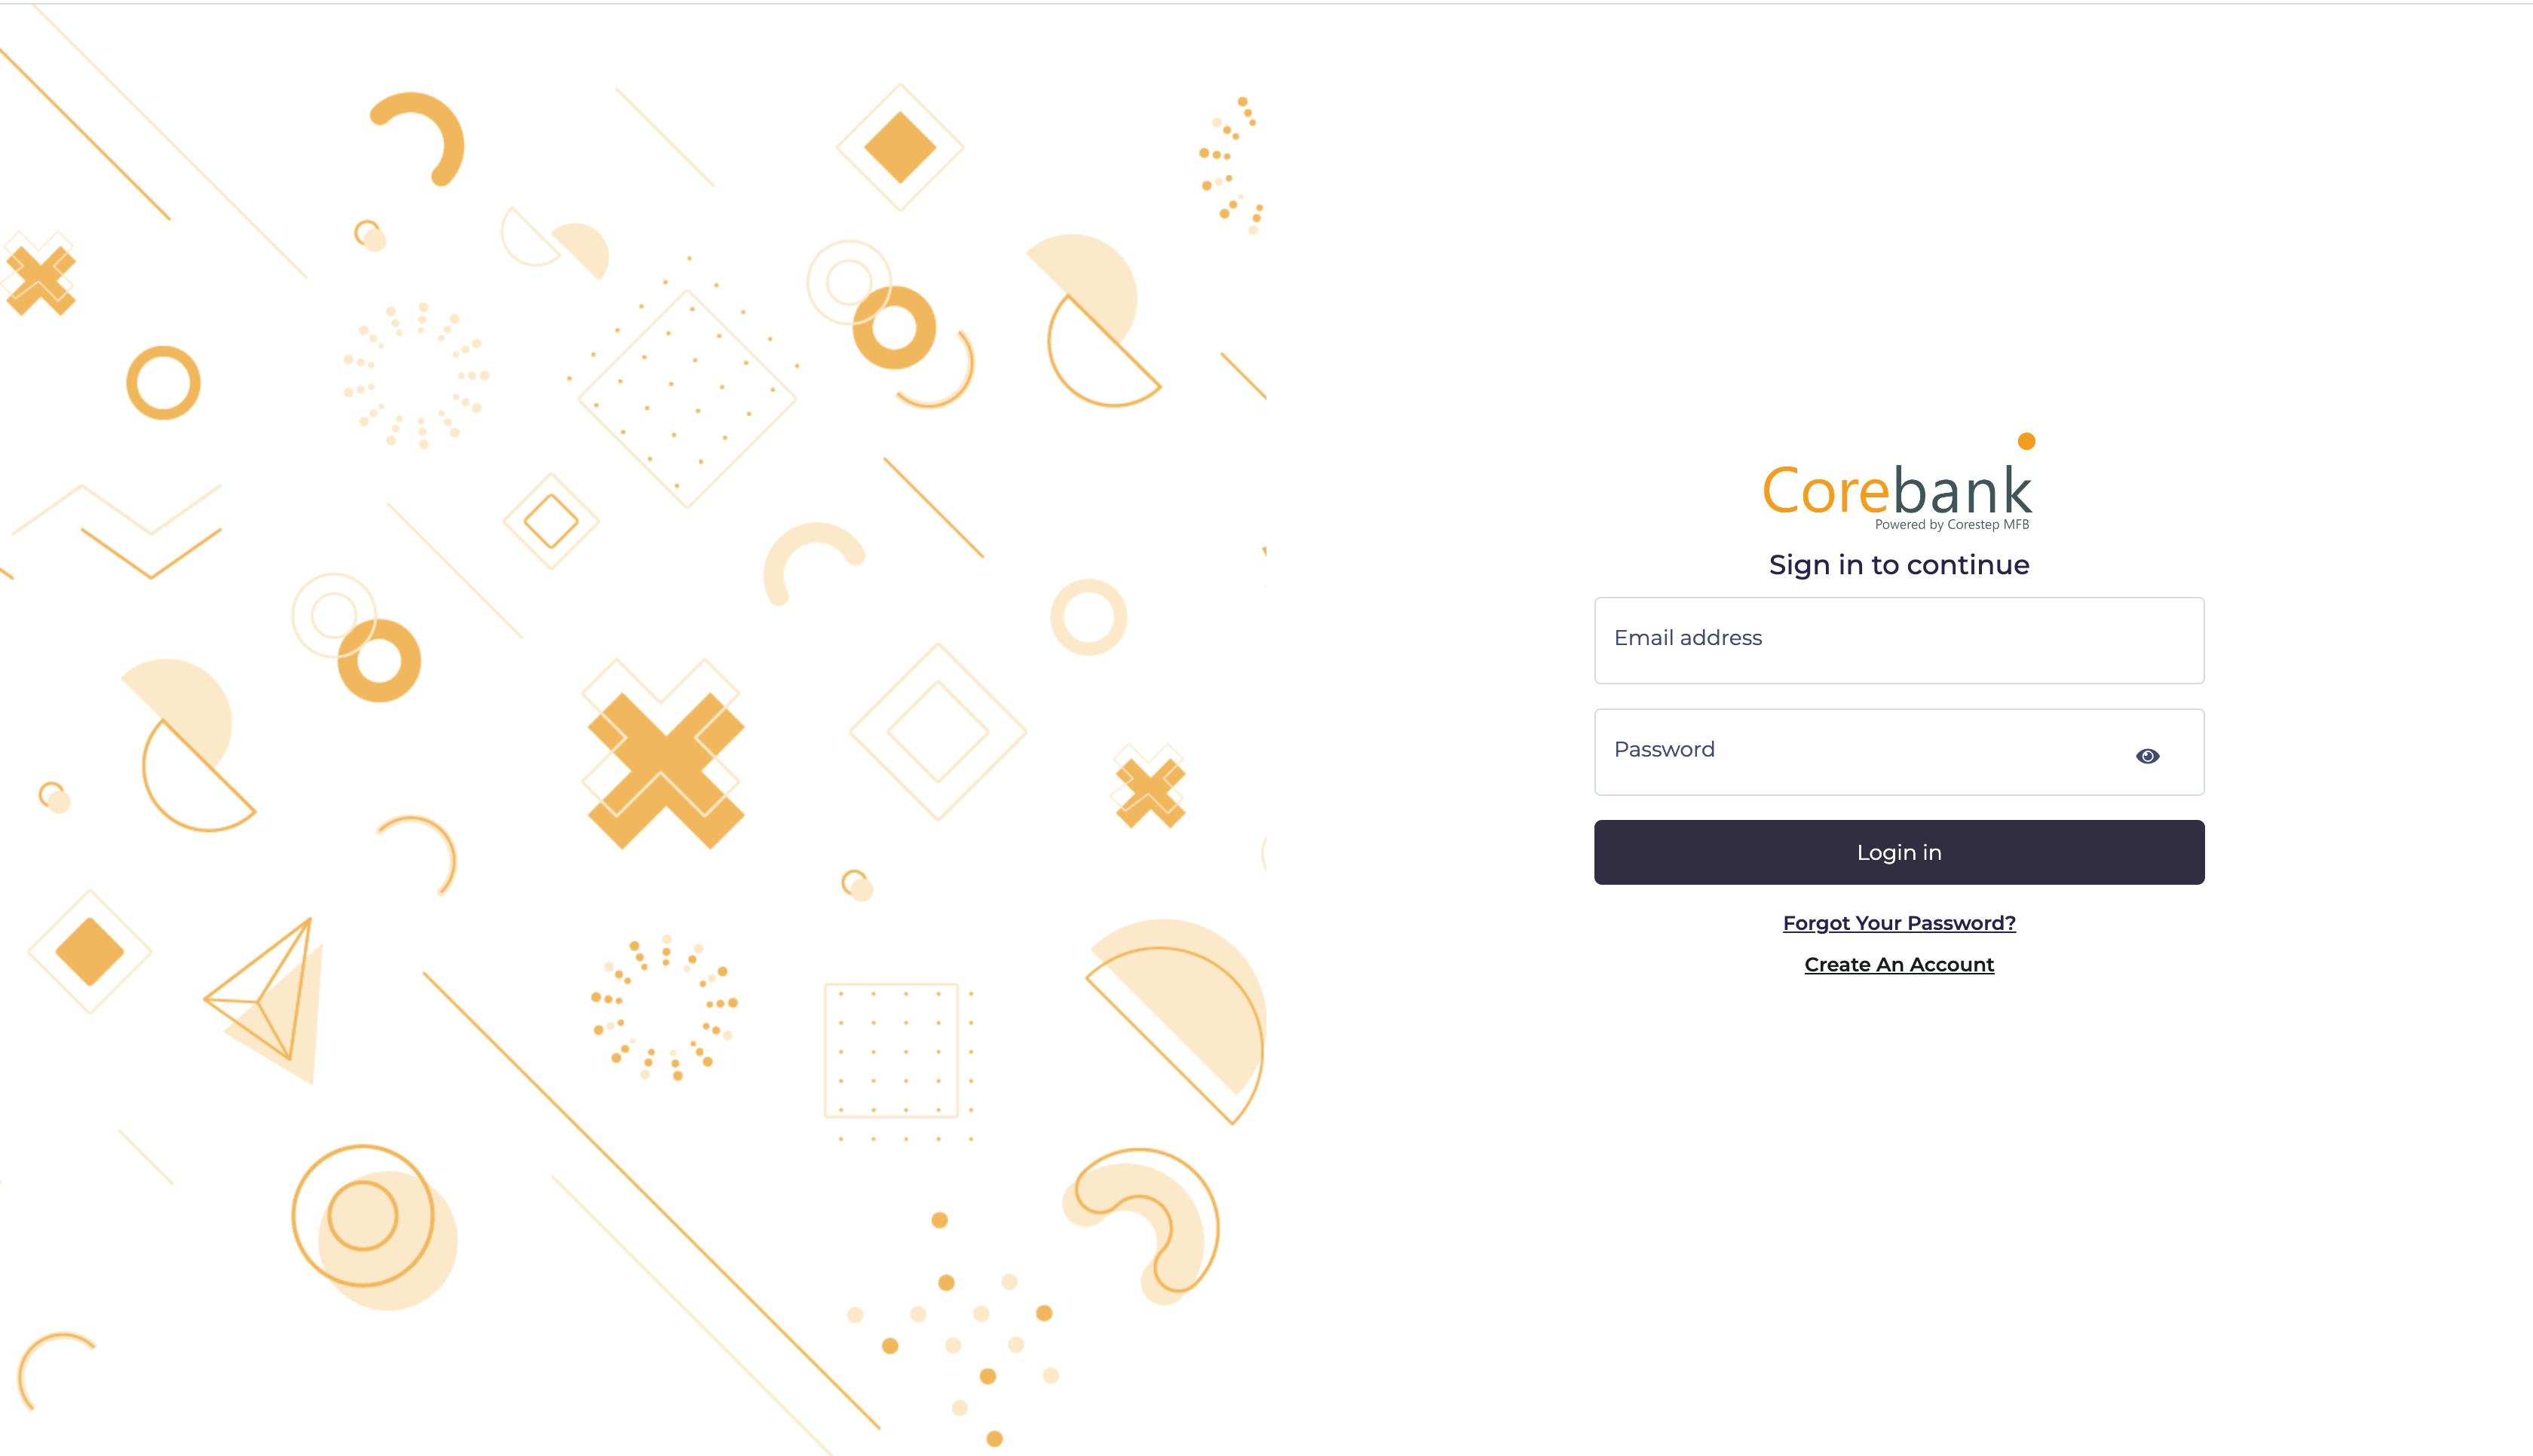 Corebank
Powered by Corestep MFB
Sign in to continue
Email address
Password
Login in
Forgot Your Password?
Create An Account